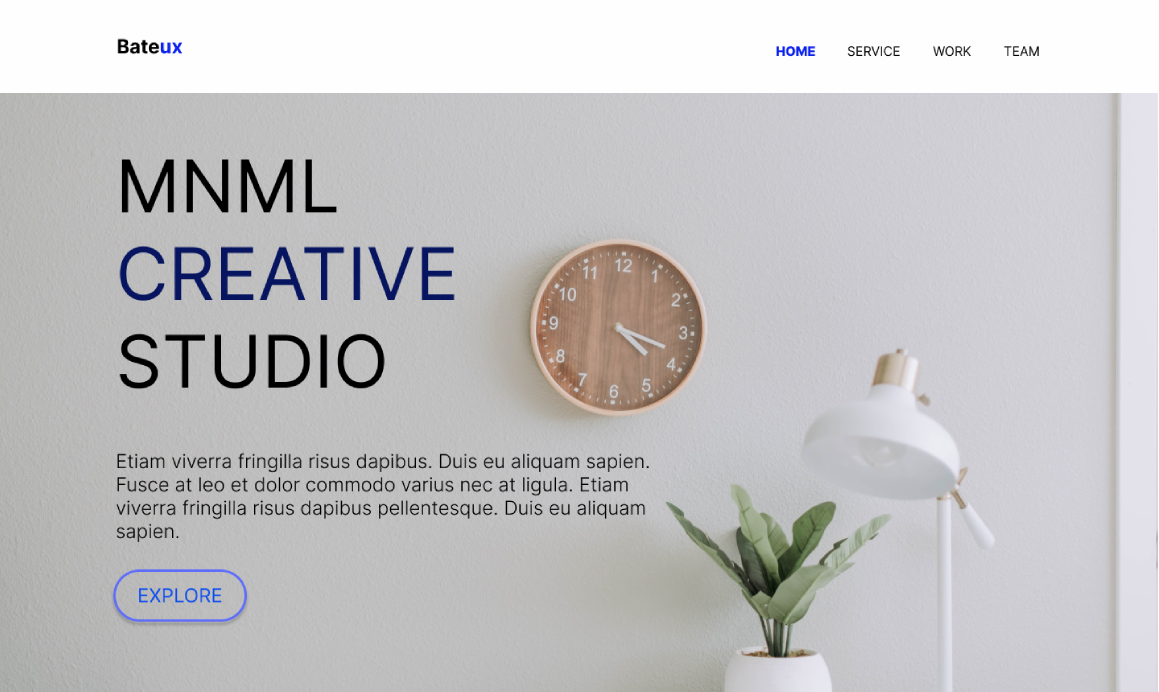 Bateux
HOME SERVICE WORK TEAM
MNML
CREATIVE
STUDIO
12
11 1
10 2
9 3
8 4
7 5
6
Etiam viverra fringilla risus dapibus. Duis eu aliquam sapien.
Fusce at leo et dolor commodo varius nec at ligula. Etiam
viverra fringilla risus dapibus pellentesque. Duis eu aliquam
sapien.
EXPLORE